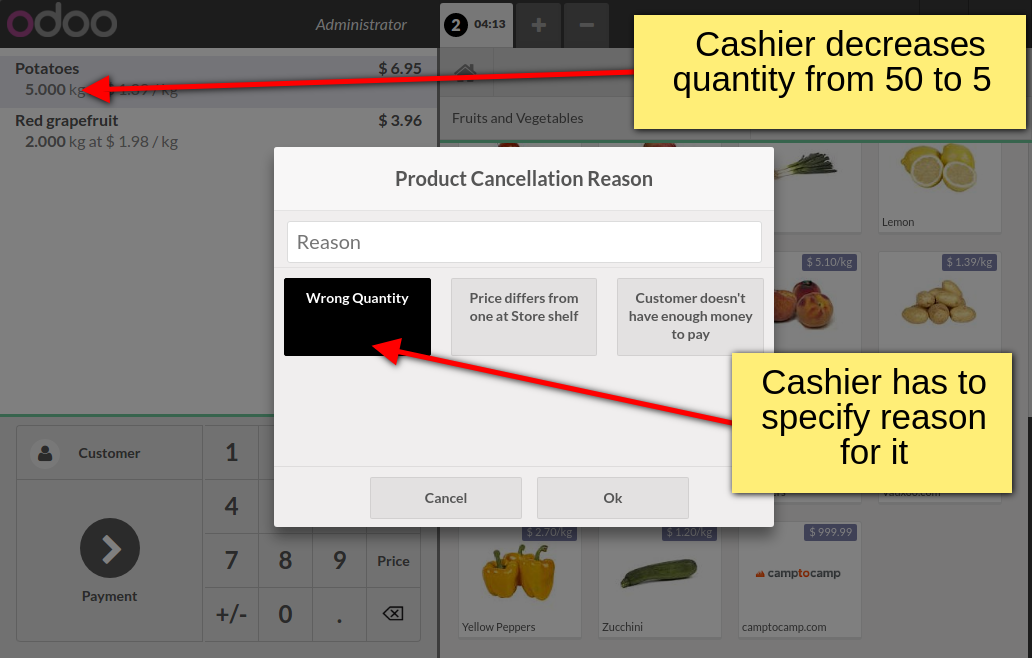 odoo
Administrator
2 04:13
Cashier decreases
quantity from 50 to 5
Potatoes $ 6.95
5.000 kg at $ 1.39 / kg
Red grapefruit $ 3.96
2.000 kg at $ 1.98 / kg
Fruits and Vegetables
Product Cancellation Reason
Reason
Wrong Quantity
Price differs from
one at Store shelf
Customer doesn't
have enough money
to pay
Cancel
Ok
Lemon
$ 5.10/kg
$ 1.39/kg
Cashier has to
specify reason
for it
Customer
Payment
1
4
7 8 9 Price
+/- 0 .
$ 2.70/kg
$ 1.20/kg
$ 999.99
camptocamp
Yellow Peppers
Zucchini
camptocamp.com